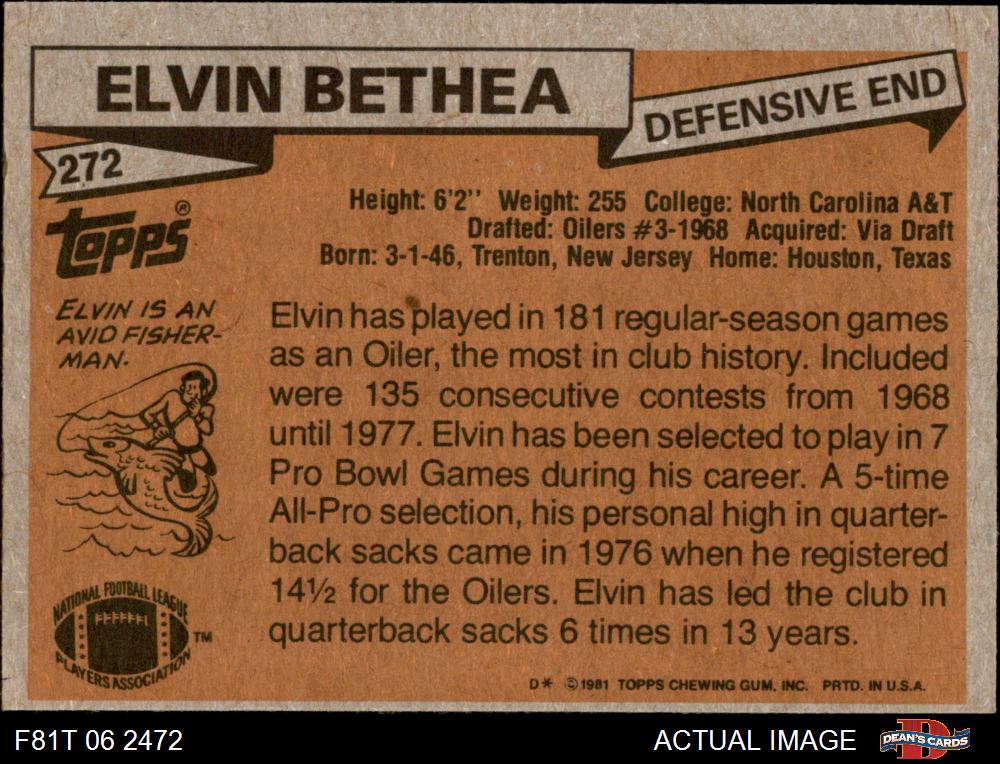 ELVIN BETHEA
DEFENSIVE END
272
Topps®
Height: 6'2'' Weight: 255 College: North Carolina A&T
Drafted: Oilers #3-1968 Acquired: Via Draft
Born: 3-1-46, Trenton, New Jersey Home: Houston, Texas
ELVIN IS AN
AVID FISHER-
MAN.
Elvin has played in 181 regular-season games
as an Oiler, the most in club history. Included
were 135 consecutive contests from 1968
until 1977. Elvin has been selected to play in 7
Pro Bowl Games during his career. A 5-time
All-Pro selection, his personal high in quarter-
back sacks came in 1976 when he registered
14½ for the Oilers. Elvin has led the club in
quarterback sacks 6 times in 13 years.
NATIONAL FOOTBALL LEAGUE
PLAYERS ASSOCIATION
TM
D* ©1981 TOPPS CHEWING GUM, INC. PRTD. IN U.S.A.
F81T 06 2472
ACTUAL IMAGE
D
DEAN'S CARDS